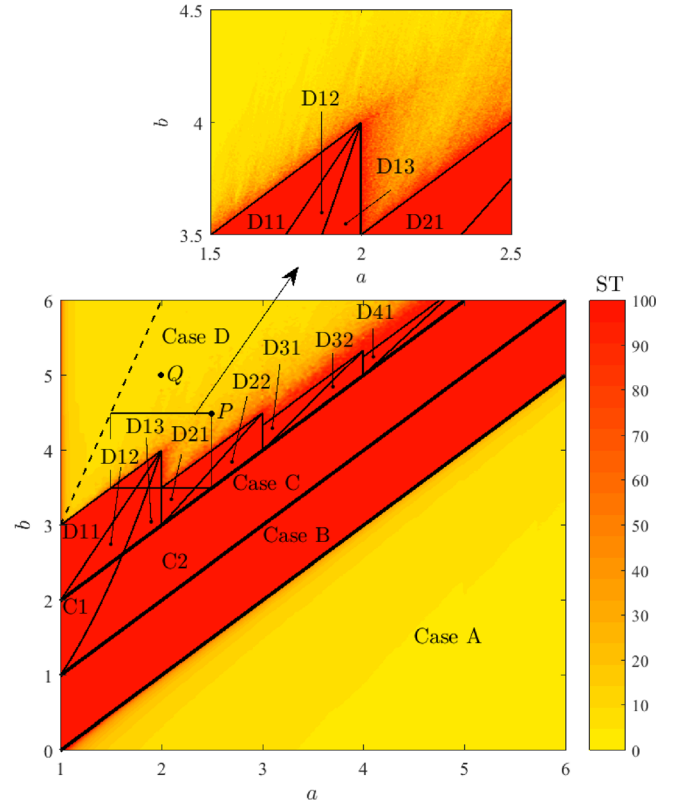 4.5
D12
b
4
D13
D11
D21
3.5
1.5
2
2.5
a
ST
6
100
D41
Case D
90
D32
D31
5
Q
80
D22
P
70
D13
4
D21
60
D12
Case C
50
b
3
D11
Case B
40
C2
2
30
C1
Case A
20
1
10
0
0
1
2
3
4
5
6
a